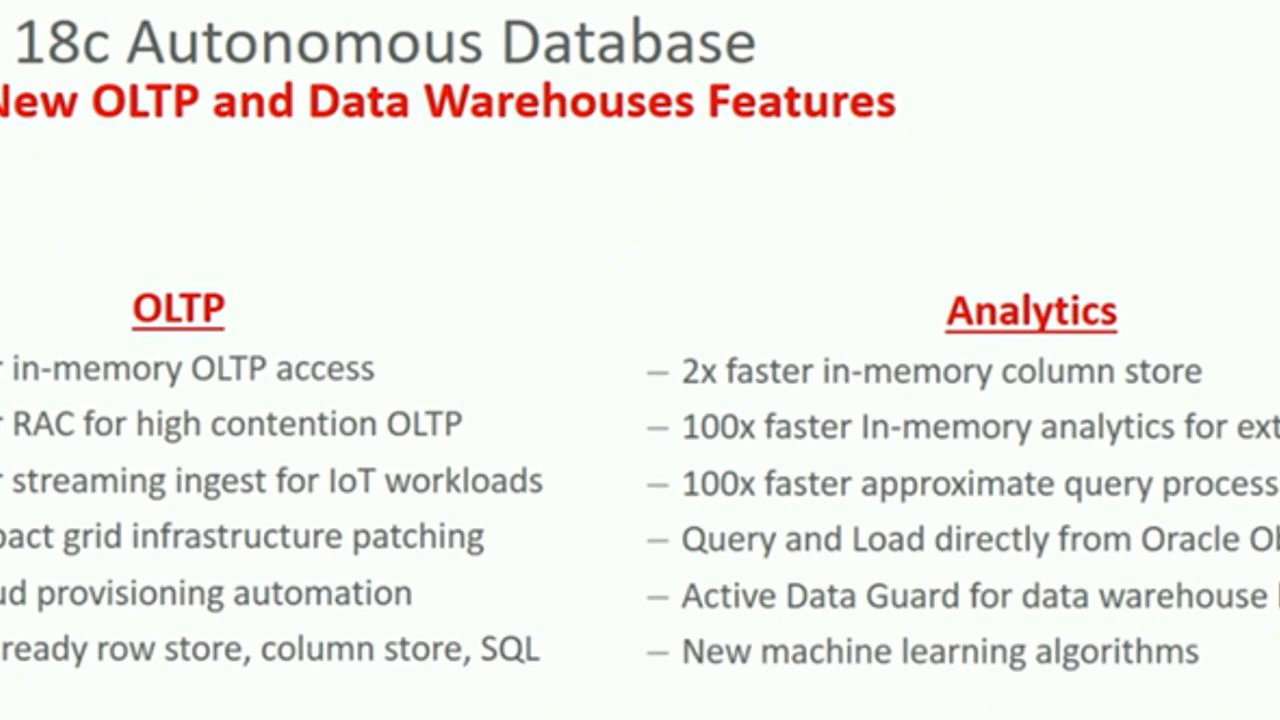 18c Autonomous Database
New OLTP and Data Warehouses Features
OLTP
in-memory OLTP access
RAC for high contention OLTP
streaming ingest for IoT workloads
grid infrastructure patching
provisioning automation
ready row store, column store, SQL
Analytics
– 2x faster in-memory column store
– 100x faster In-memory analytics for
– 100x faster approximate query
– Query and Load directly from Oracle
– Active Data Guard for data warehouse
– New machine learning algorithms